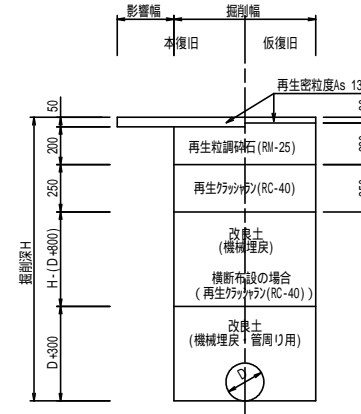 影響幅
掘削幅
本復旧
仮復旧
再生密粒度As 13
50
200
再生粒調砕石(RM-25)
250
再生クラッシャラン(RC-40)
掘削深H
H-(D+800)
改良土
(機械埋戻)
横断布設の場合
(再生クラッシャラン(RC-40))
D+300
改良土
(機械埋戻・管周り用)
D